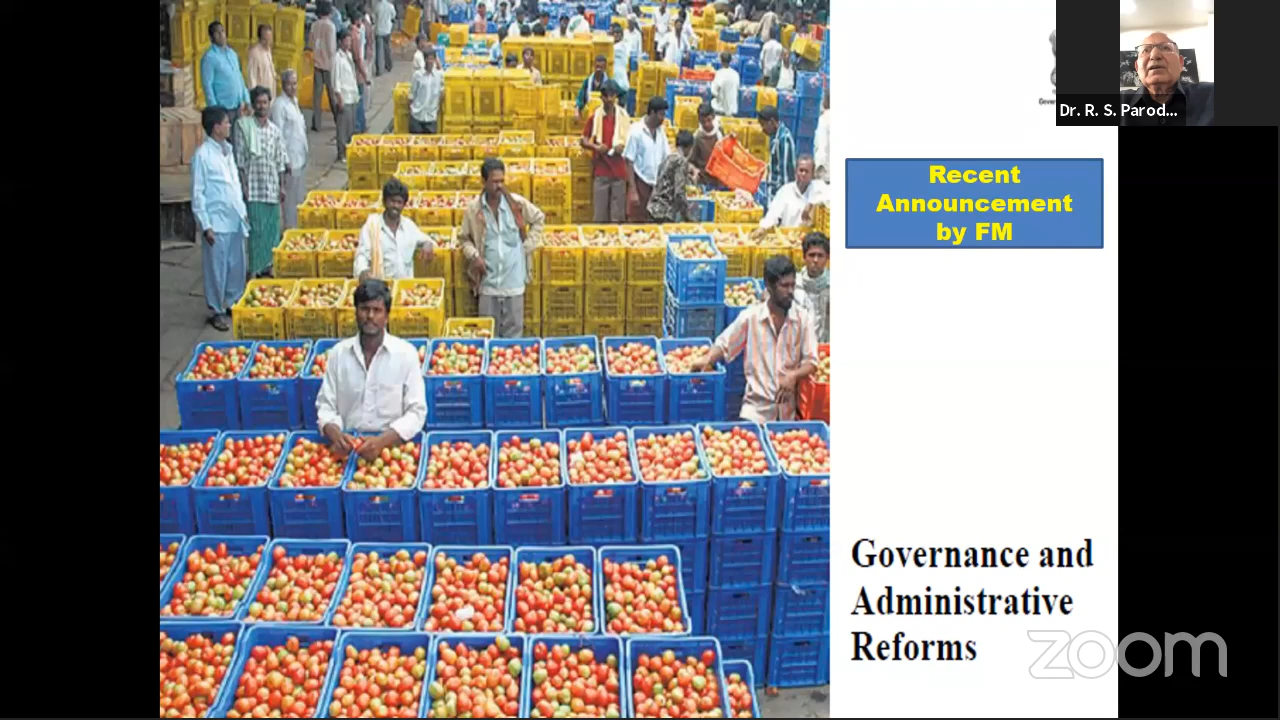 Dr. R. S. Parod...
Recent
Announcement
by FM
Governance and
Administrative
Reforms
zoom